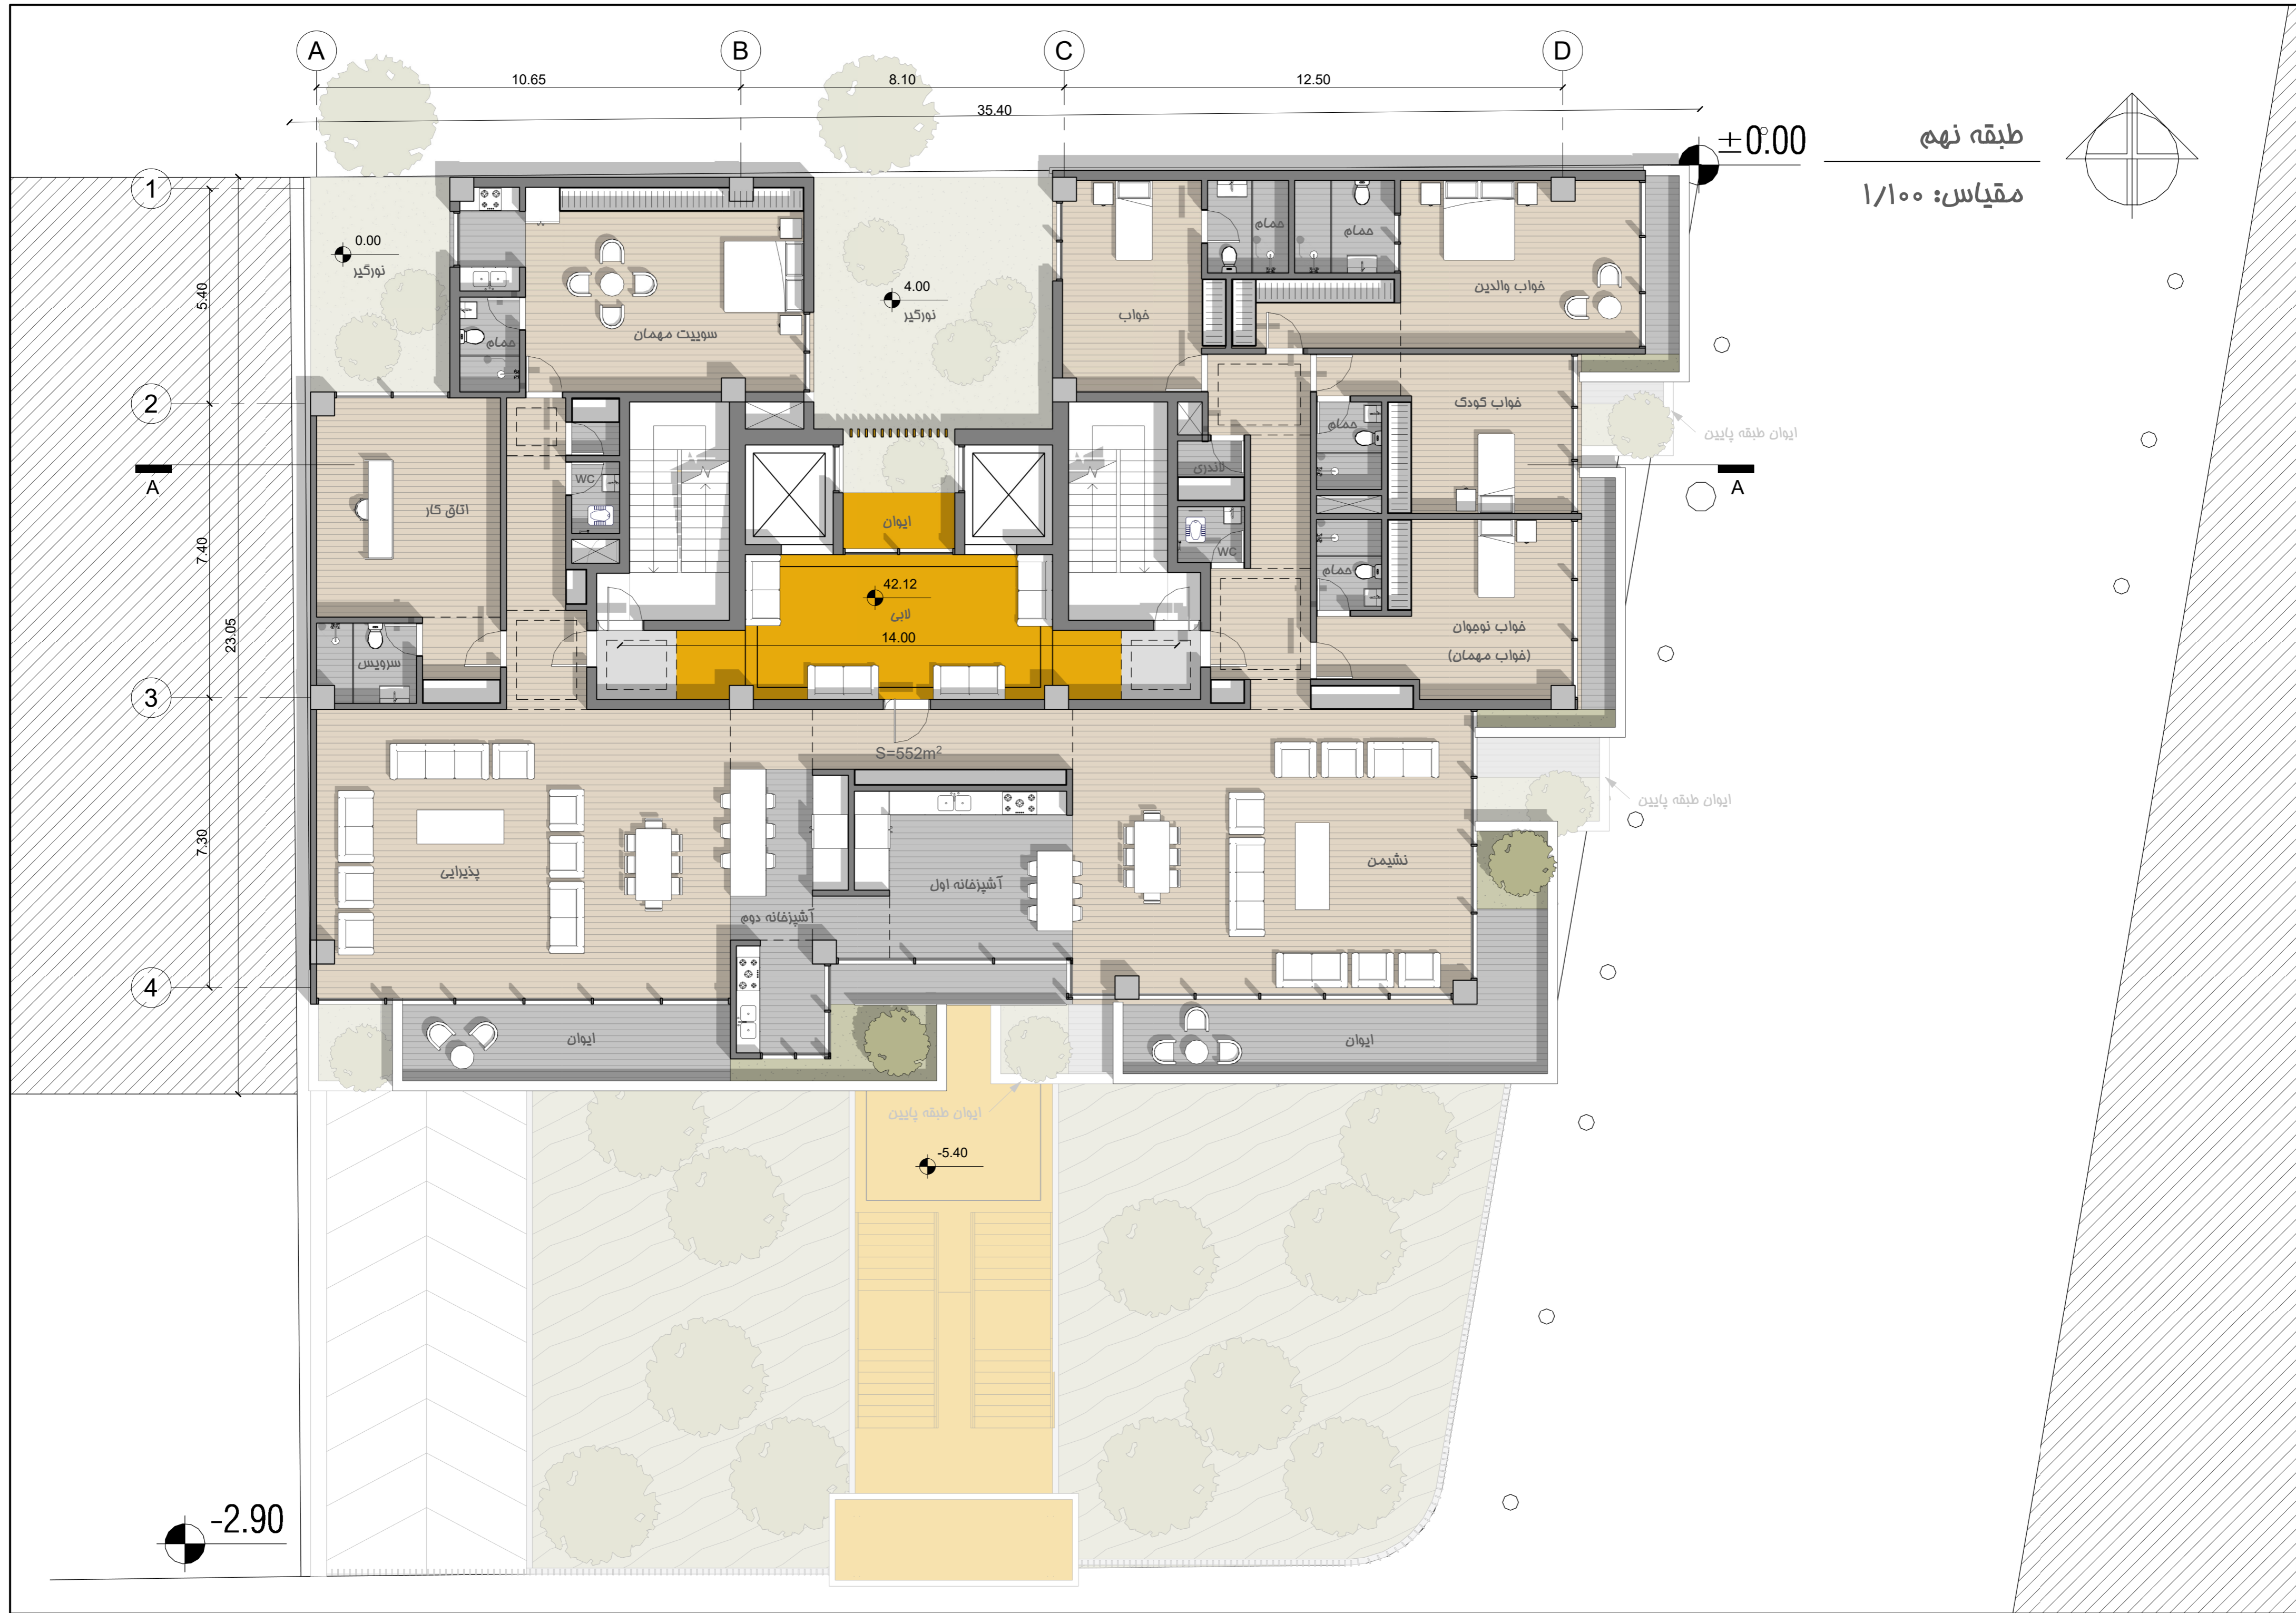 A
B
C
D
10.65
8.10
12.50
35.40
±0.00
طبقه نهم
مقیاس: ۱/۱۰۰
1
2
3
4
5.40
7.40
7.30
23.05
0.00
نورگیر
4.00
نورگیر
حمام
سوییت مهمان
خواب
حمام
حمام
خواب والدین
خواب کودک
حمام
ایوان طبقه پایین
A
A
اتاق کار
WC
ایوان
لاندری
WC
حمام
42.12
لابی
14.00
خواب نوجوان
(خواب مهمان)
سرویس
S=552m²
ایوان طبقه پایین
پذیرایی
آشپزخانه اول
نشیمن
آشپزخانه دوم
ایوان
ایوان
ایوان طبقه پایین
-5.40
-2.90